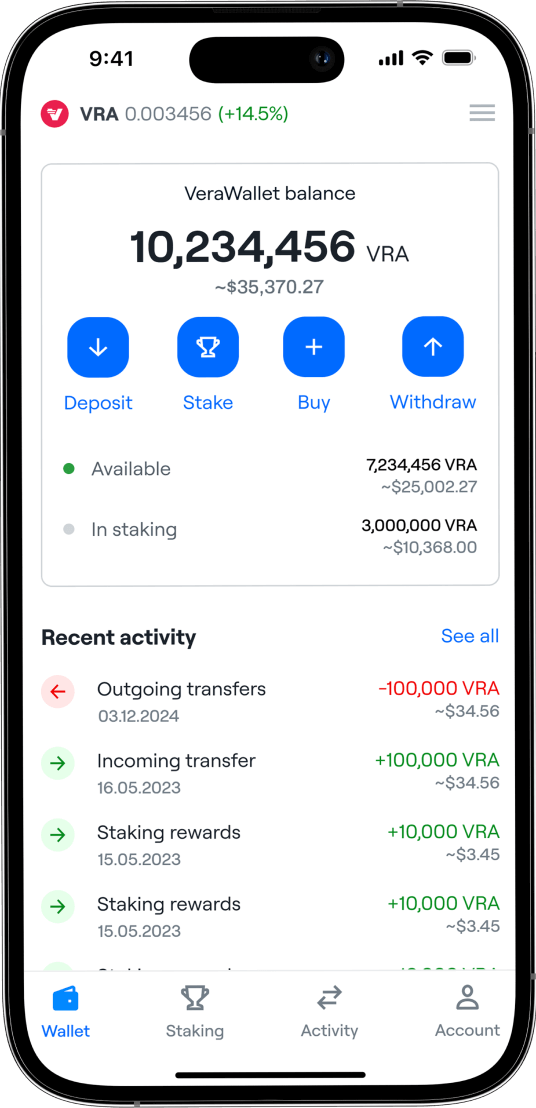 9:41
VRA 0.003456 (+14.5%)
VeraWallet balance
10,234,456 VRA
~$35,370.27
Deposit Stake Buy Withdraw
Available 7,234,456 VRA
~$25,002.27
In staking 3,000,000 VRA
~$10,368.00
Recent activity See all
Outgoing transfers -100,000 VRA
03.12.2024 ~$34.56
Incoming transfer +100,000 VRA
16.05.2023 ~$34.56
Staking rewards +10,000 VRA
15.05.2023 ~$3.45
Staking rewards +10,000 VRA
15.05.2023 ~$3.45
Wallet Staking Activity Account